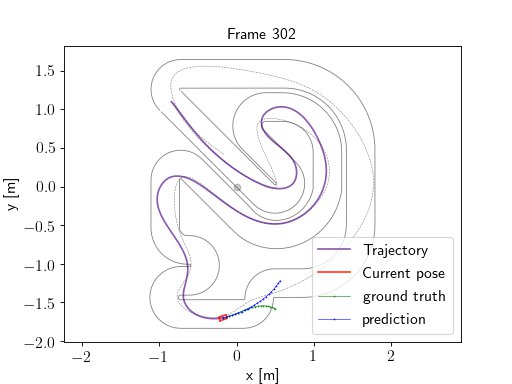 Frame 302
1.5
1.0
0.5
0.0
−0.5
−1.0
−1.5
−2.0
y [m]
−2
−1
0
1
2
x [m]
Trajectory
Current pose
ground truth
prediction